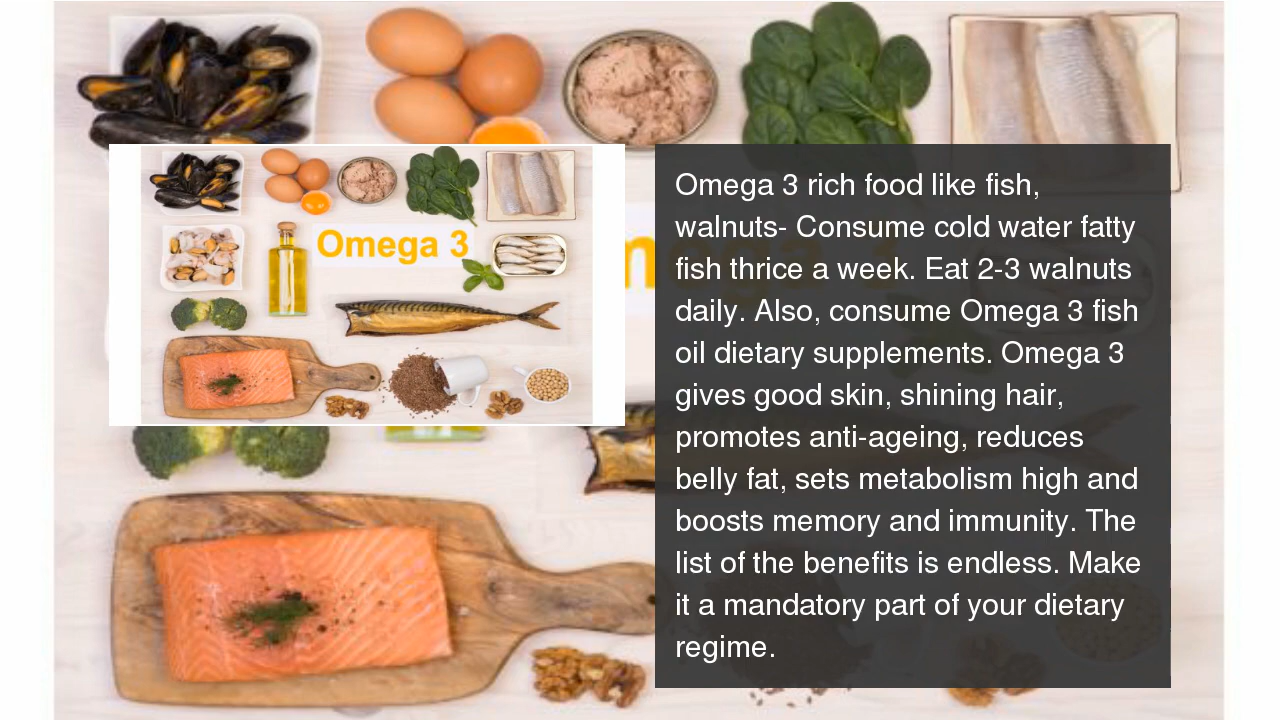 Omega 3
Omega 3 rich food like fish,
walnuts- Consume cold water fatty
fish thrice a week. Eat 2-3 walnuts
daily. Also, consume Omega 3 fish
oil dietary supplements. Omega 3
gives good skin, shining hair,
promotes anti-ageing, reduces
belly fat, sets metabolism high and
boosts memory and immunity. The
list of the benefits is endless. Make
it a mandatory part of your dietary
regime.